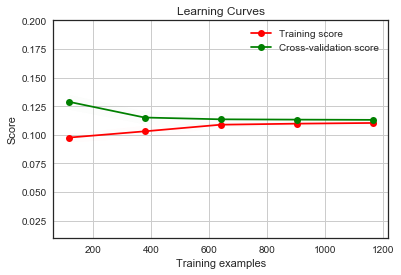 Learning Curves
0.200
0.175
0.150
0.125
0.100
0.075
0.050
0.025
Score
Training score
Cross-validation score
200 400 600 800 1000 1200
Training examples